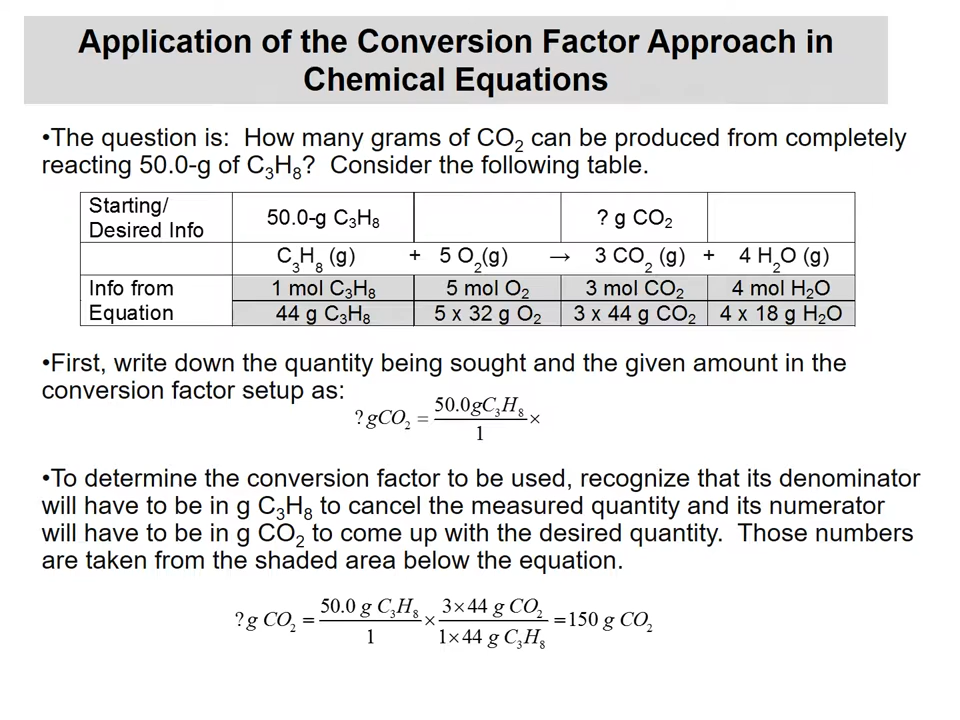 Application of the Conversion Factor Approach in
Chemical Equations
•The question is:  How many grams of CO₂ can be produced from completely
reacting 50.0-g of C₃H₈?  Consider the following table.
Starting/
Desired Info
50.0-g C₃H₈
? g CO₂
C₃H₈ (g) + 5 O₂(g) → 3 CO₂ (g) + 4 H₂O (g)
Info from
Equation
1 mol C₃H₈ 5 mol O₂ 3 mol CO₂ 4 mol H₂O
44 g C₃H₈ 5 x 32 g O₂ 3 x 44 g CO₂ 4 x 18 g H₂O
•First, write down the quantity being sought and the given amount in the
conversion factor setup as:
? gCO₂ = 50.0gC₃H₈ / 1 ×
•To determine the conversion factor to be used, recognize that its denominator
will have to be in g C₃H₈ to cancel the measured quantity and its numerator
will have to be in g CO₂ to come up with the desired quantity.  Those numbers
are taken from the shaded area below the equation.
? g CO₂ = 50.0 g C₃H₈ / 1 × 3×44 g CO₂ / 1×44 g C₃H₈ =150 g CO₂